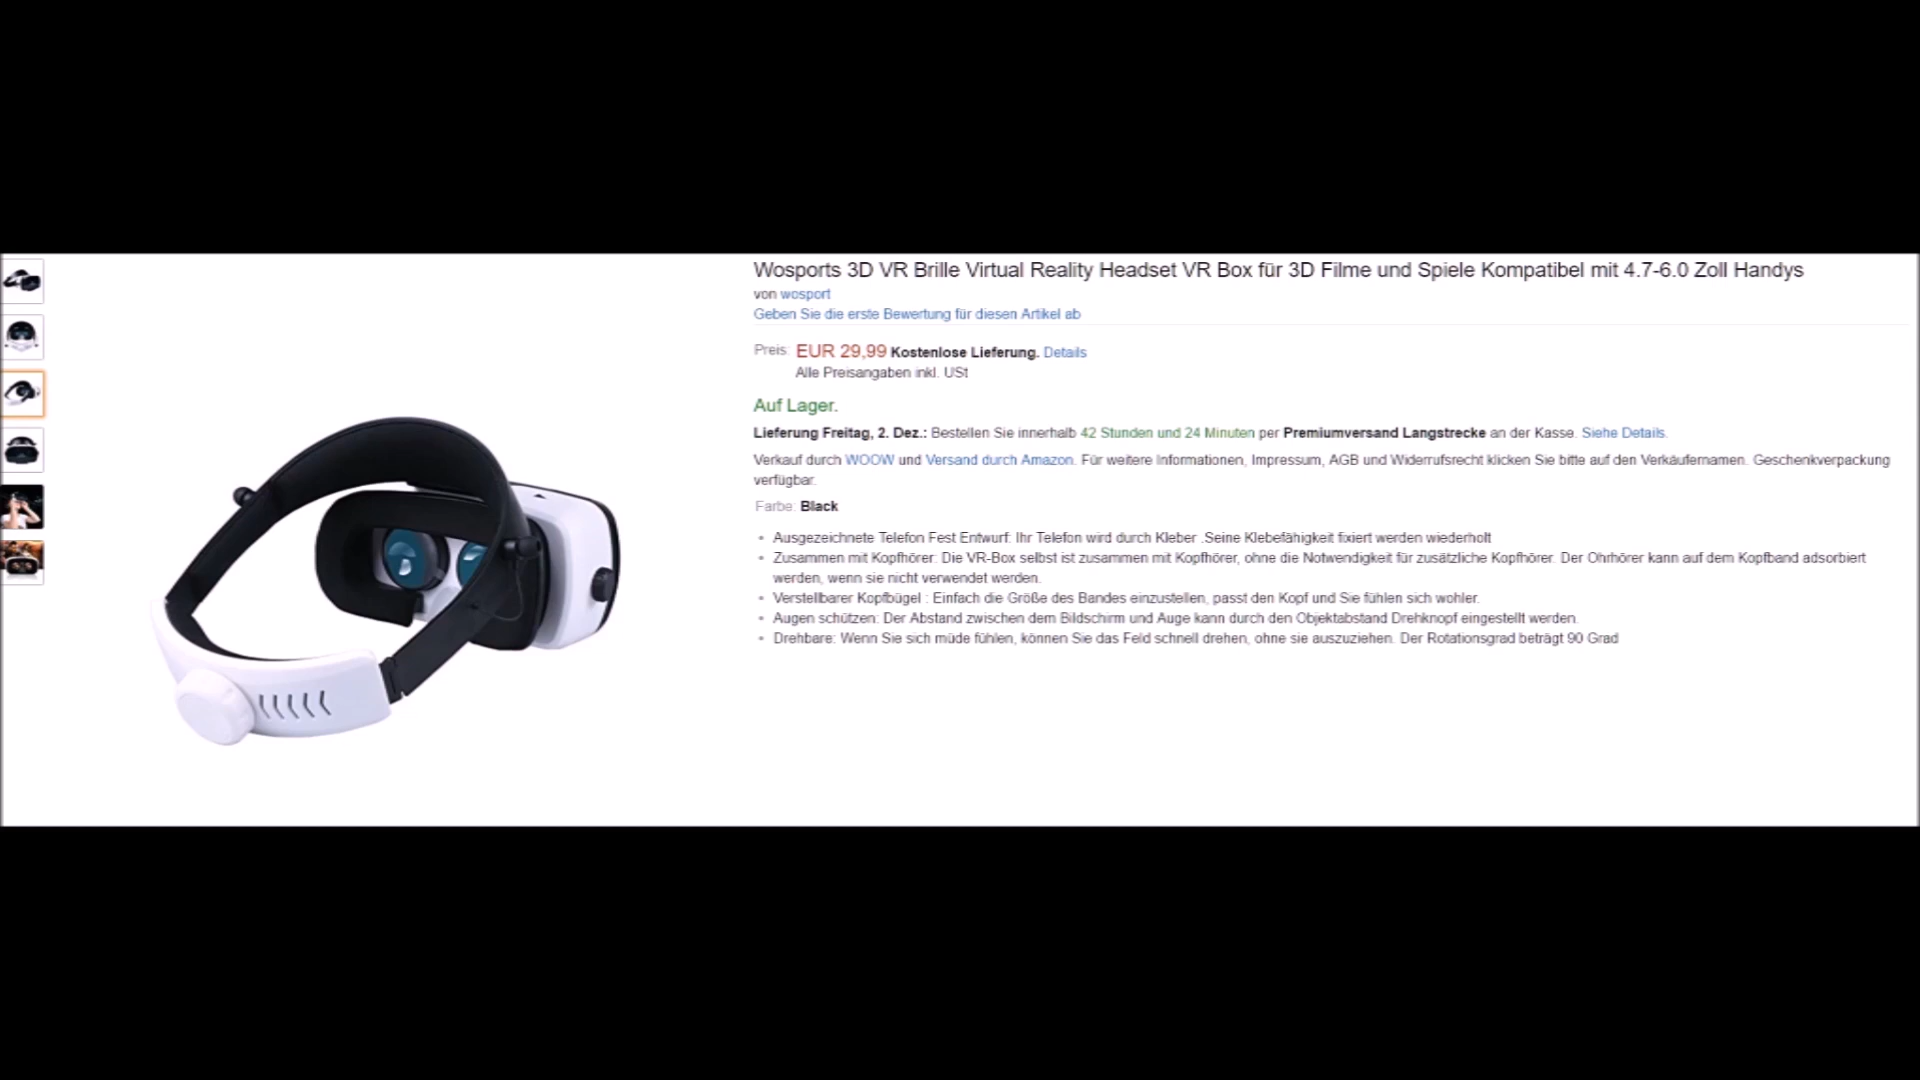 Wosports 3D VR Brille Virtual Reality Headset VR Box für 3D Filme und Spiele Kompatibel mit 4.7-6.0 Zoll Handys
von wosport
Geben Sie die erste Bewertung für diesen Artikel ab
Preis: EUR 29,99 Kostenlose Lieferung. Details
Alle Preisangaben inkl. USt
Auf Lager.
Lieferung Freitag, 2. Dez.: Bestellen Sie innerhalb 42 Stunden und 24 Minuten per Premiumversand Langstrecke an der Kasse. Siehe Details.
Verkauf durch WOOW und Versand durch Amazon. Für weitere Informationen, Impressum, AGB und Widerrufsrecht klicken Sie bitte auf den Verkäufernamen. Geschenkverpackung
verfügbar.
Farbe: Black
• Ausgezeichnete Telefon Fest Entwurf: Ihr Telefon wird durch Kleber .Seine Klebefähigkeit fixiert werden wiederholt
• Zusammen mit Kopfhörer: Die VR-Box selbst ist zusammen mit Kopfhörer, ohne die Notwendigkeit für zusätzliche Kopfhörer. Der Ohrhörer kann auf dem Kopfband adsorbiert
werden, wenn sie nicht verwendet werden.
• Verstellbarer Kopfbügel : Einfach die Größe des Bandes einzustellen, passt den Kopf und Sie fühlen sich wohler.
• Augen schützen: Der Abstand zwischen dem Bildschirm und Auge kann durch den Objektabstand Drehknopf eingestellt werden.
• Drehbare: Wenn Sie sich müde fühlen, können Sie das Feld schnell drehen, ohne sie auszuziehen. Der Rotationsgrad beträgt 90 Grad